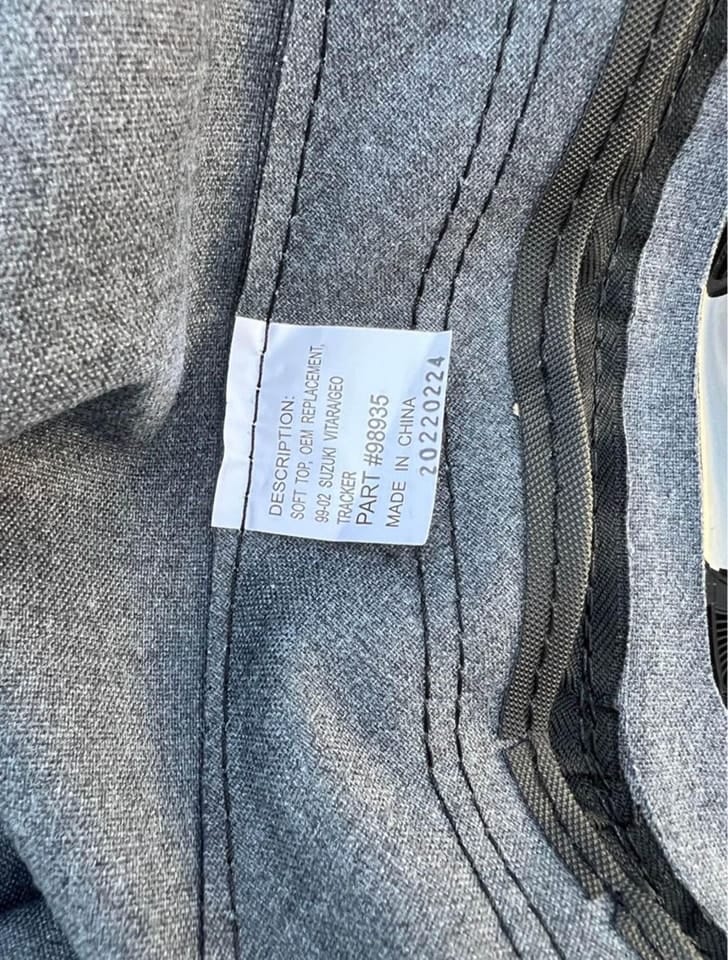 DESCRIPTION:
SOFT TOP, OEM REPLACEMENT,
99-02 SUZUKI VITARA/GEO
TRACKER
PART #98935
MADE IN CHINA
20220224